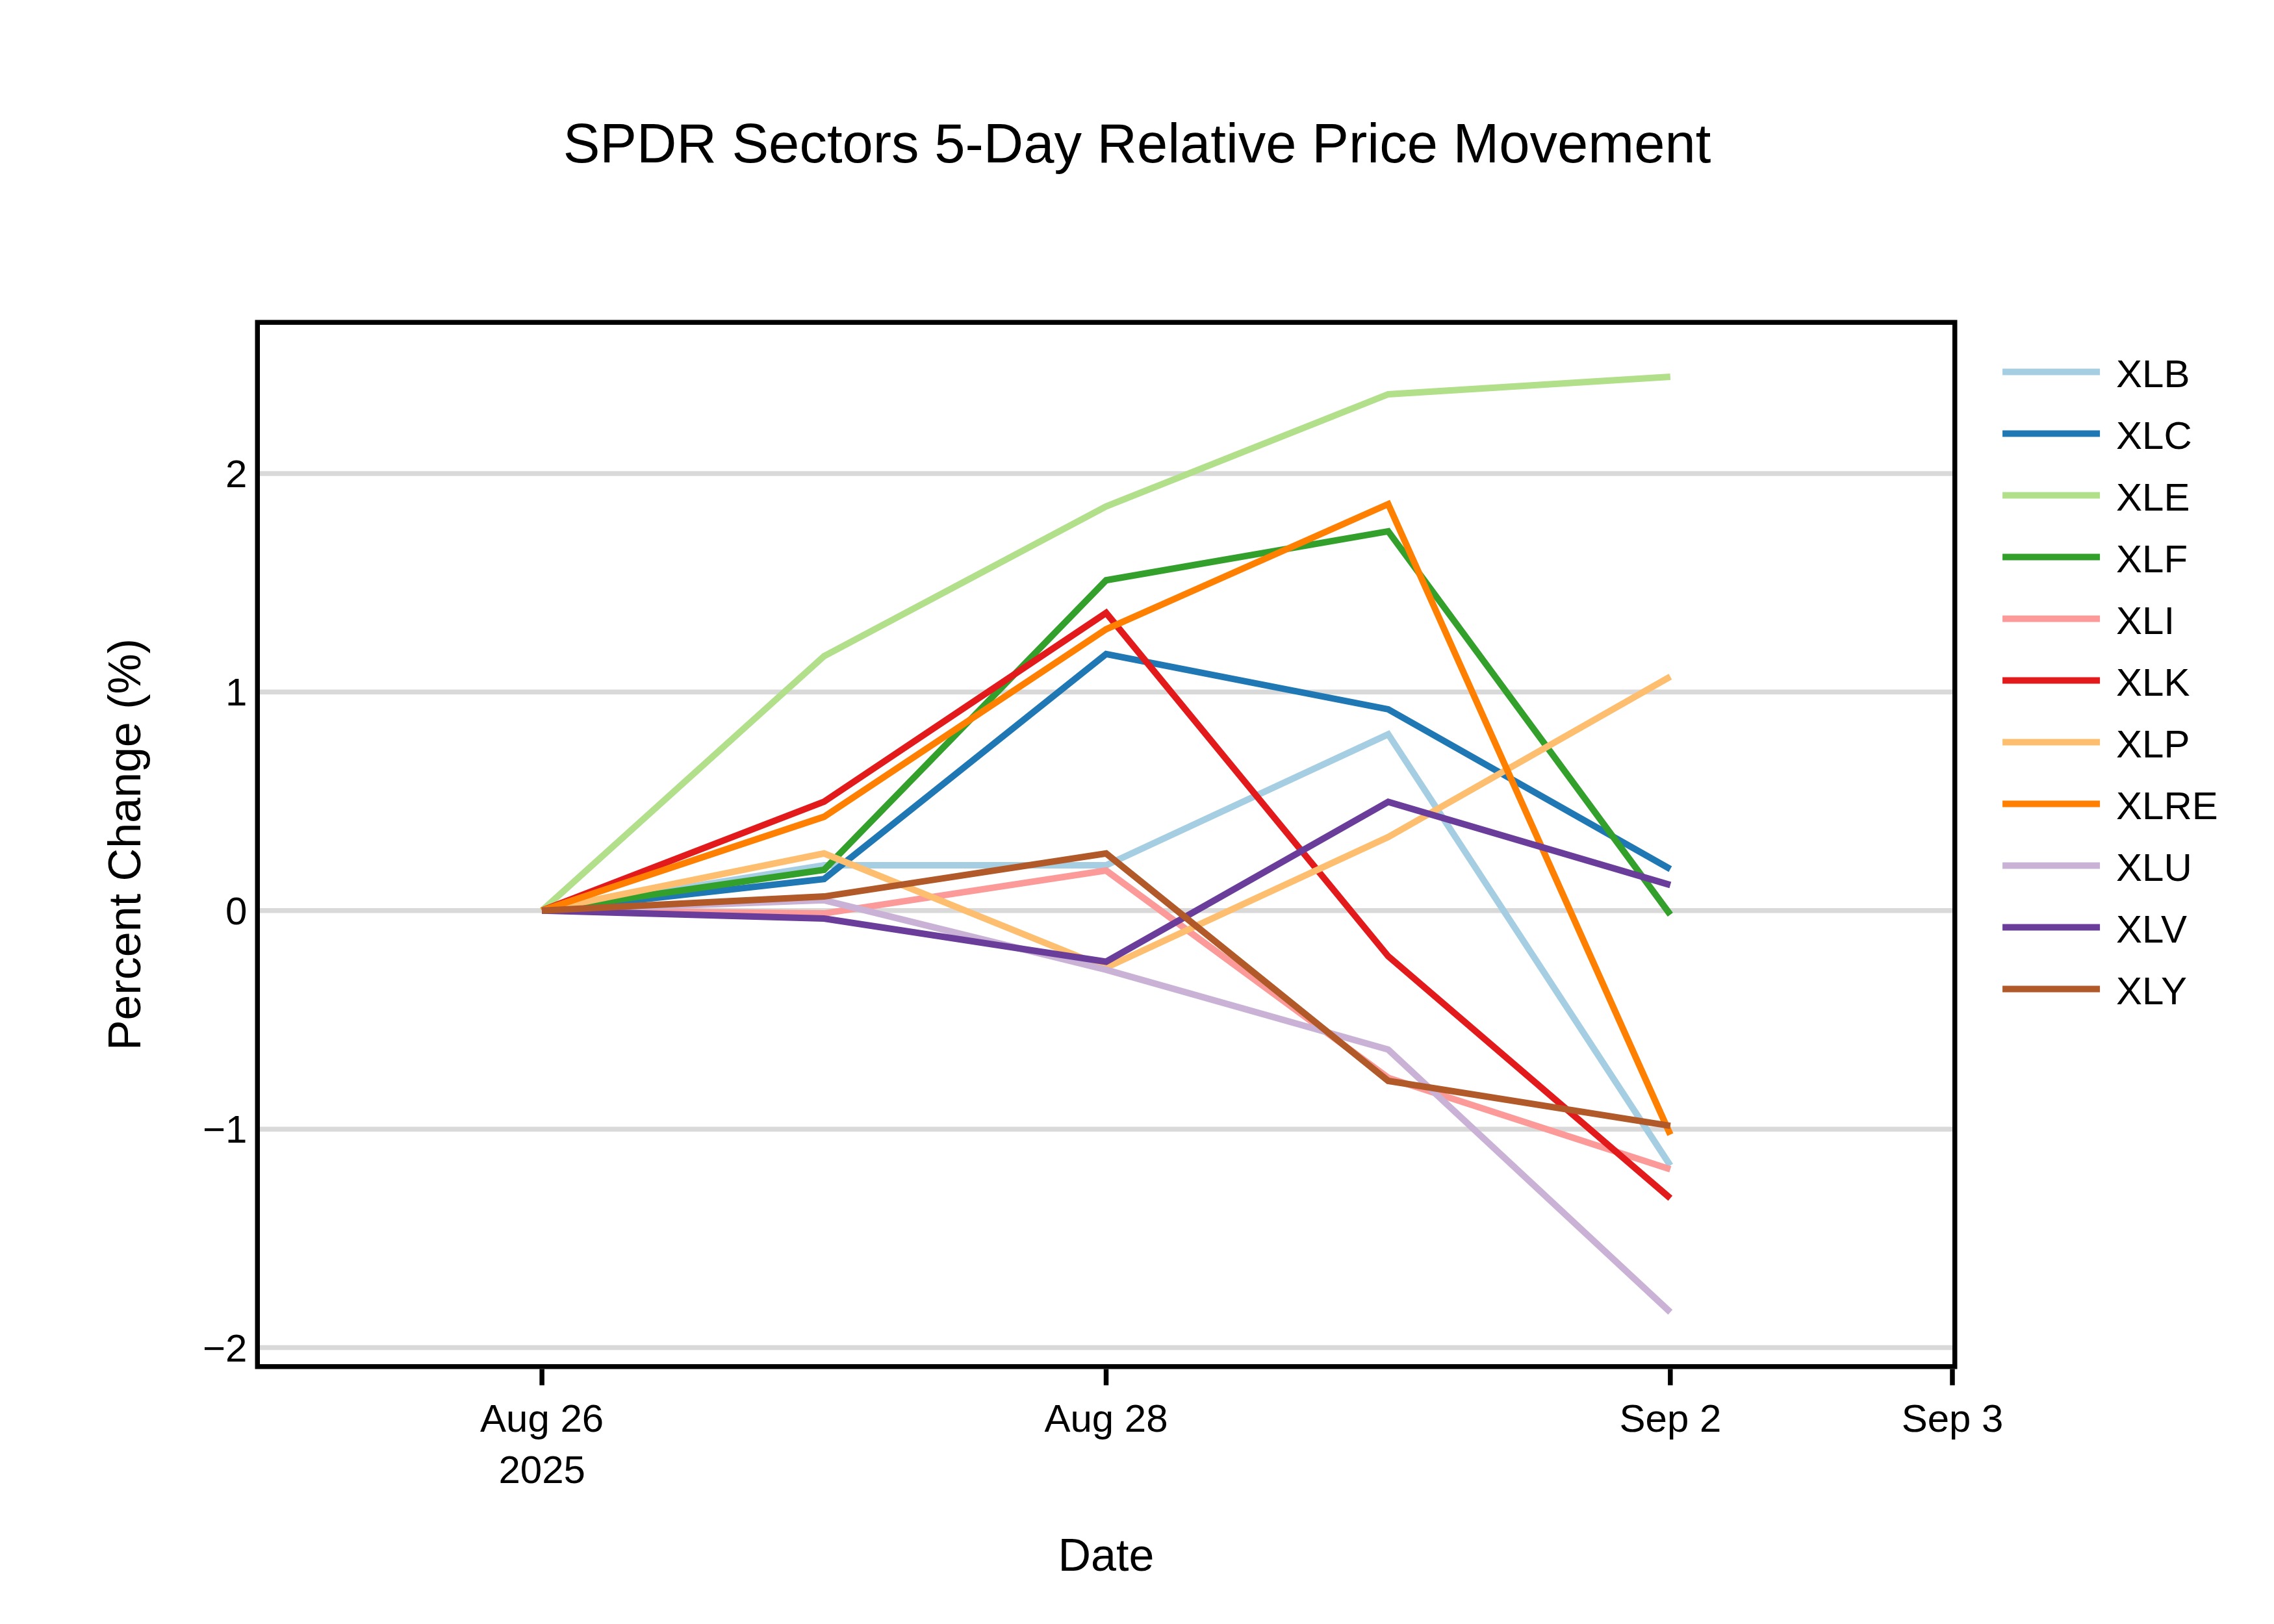 SPDR Sectors 5-Day Relative Price Movement
Percent Change (%)
2
1
0
−1
−2
Aug 26
2025
Aug 28
Sep 2
Sep 3
Date
XLB
XLC
XLE
XLF
XLI
XLK
XLP
XLRE
XLU
XLV
XLY